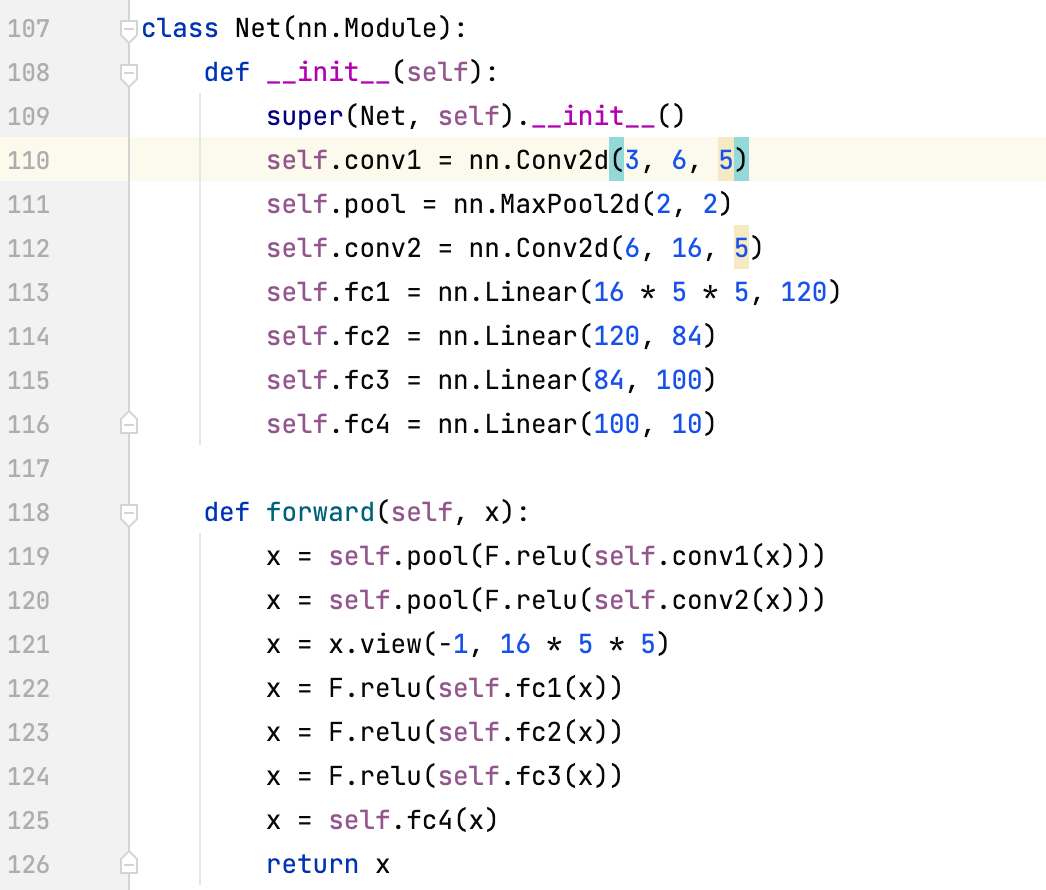 107 class Net(nn.Module):
108     def __init__(self):
109         super(Net, self).__init__()
110         self.conv1 = nn.Conv2d(3, 6, 5)
111         self.pool = nn.MaxPool2d(2, 2)
112         self.conv2 = nn.Conv2d(6, 16, 5)
113         self.fc1 = nn.Linear(16 * 5 * 5, 120)
114         self.fc2 = nn.Linear(120, 84)
115         self.fc3 = nn.Linear(84, 100)
116         self.fc4 = nn.Linear(100, 10)
117
118     def forward(self, x):
119         x = self.pool(F.relu(self.conv1(x)))
120         x = self.pool(F.relu(self.conv2(x)))
121         x = x.view(-1, 16 * 5 * 5)
122         x = F.relu(self.fc1(x))
123         x = F.relu(self.fc2(x))
124         x = F.relu(self.fc3(x))
125         x = self.fc4(x)
126         return x